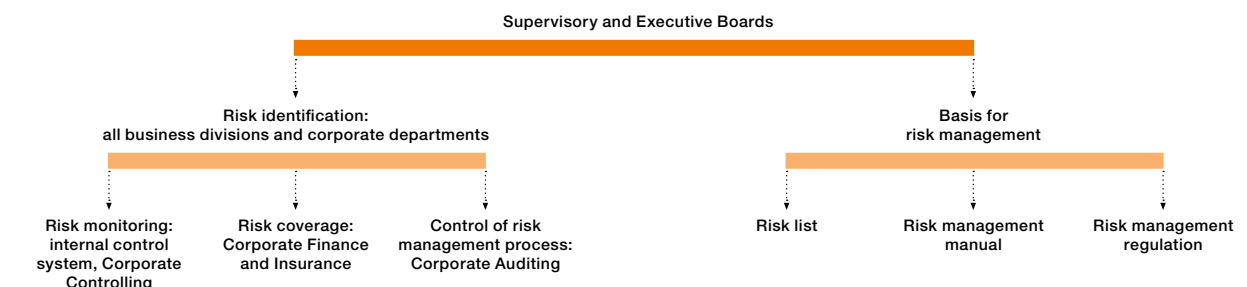 Supervisory and Executive Boards
Risk identification:
all business divisions and corporate departments
Basis for
risk management
Risk monitoring:
internal control
system, Corporate
Controlling
Risk coverage:
Corporate Finance
and Insurance
Control of risk
management process:
Corporate Auditing
Risk list
Risk management
manual
Risk management
regulation